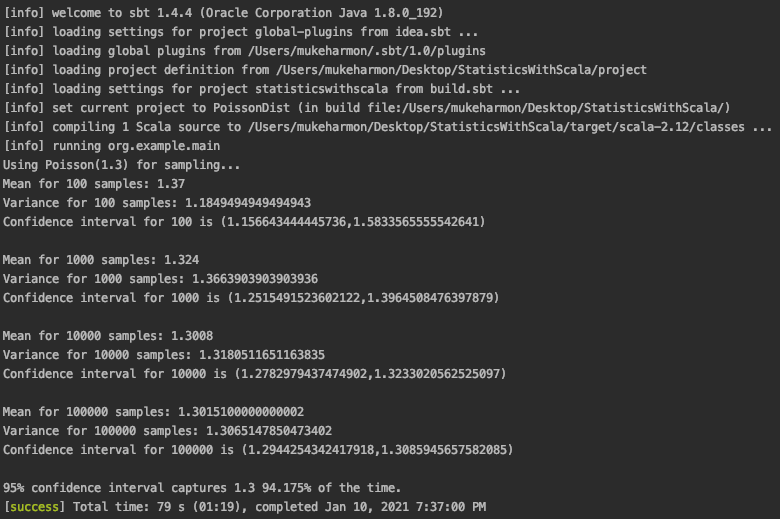 [info] welcome to sbt 1.4.4 (Oracle Corporation Java 1.8.0_192)
[info] loading settings for project global-plugins from idea.sbt ...
[info] loading global plugins from /Users/mukeharmon/.sbt/1.0/plugins
[info] loading project definition from /Users/mukeharmon/Desktop/StatisticsWithScala/project
[info] loading settings for project statisticswithscala from build.sbt ...
[info] set current project to PoissonDist (in build file:/Users/mukeharmon/Desktop/StatisticsWithScala/)
[info] compiling 1 Scala source to /Users/mukeharmon/Desktop/StatisticsWithScala/target/scala-2.12/classes ...
[info] running org.example.main
Using Poisson(1.3) for sampling...
Mean for 100 samples: 1.37
Variance for 100 samples: 1.1849494949494943
Confidence interval for 100 is (1.156643444445736,1.5833565555542641)

Mean for 1000 samples: 1.324
Variance for 1000 samples: 1.3663903903903936
Confidence interval for 1000 is (1.2515491523602122,1.3964508476397879)

Mean for 10000 samples: 1.3008
Variance for 10000 samples: 1.3180511651163835
Confidence interval for 10000 is (1.2782979437474902,1.3233020562525097)

Mean for 100000 samples: 1.3015100000000002
Variance for 100000 samples: 1.3065147850473402
Confidence interval for 100000 is (1.2944254342417918,1.3085945657582085)

95% confidence interval captures 1.3 94.175% of the time.
[success] Total time: 79 s (01:19), completed Jan 10, 2021 7:37:00 PM